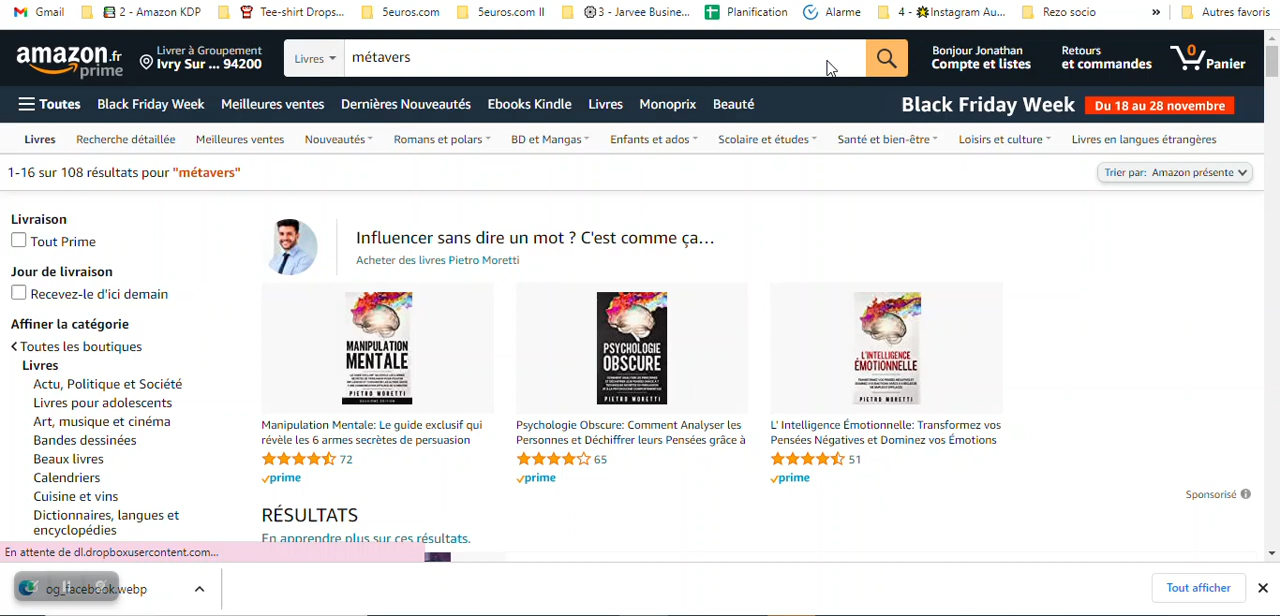 Gmail
2 - Amazon KDP
Tee-shirt Drops...
5euros.com
5euros.com II
3 - Jarvee Busine...
Planification
Alarme
4 - Instagram Au...
Rezo socio
»
Autres favoris
amazon.fr
prime
Livrer à Groupement
Ivry Sur ... 94200
Livres
métavers
Bonjour Jonathan
Compte et listes
Retours
et commandes
0
Panier
Toutes
Black Friday Week
Meilleures ventes
Dernières Nouveautés
Ebooks Kindle
Livres
Monoprix
Beauté
Black Friday Week
Du 18 au 28 novembre
Livres
Recherche détaillée
Meilleures ventes
Nouveautés
Romans et polars
BD et Mangas
Enfants et ados
Scolaire et études
Santé et bien-être
Loisirs et culture
Livres en langues étrangères
1-16 sur 108 résultats pour "métavers"
Trier par: Amazon présente
Livraison
Tout Prime
Jour de livraison
Recevez-le d'ici demain
Affiner la catégorie
Toutes les boutiques
Livres
Actu, Politique et Société
Livres pour adolescents
Art, musique et cinéma
Bandes dessinées
Beaux livres
Calendriers
Cuisine et vins
Dictionnaires, langues et
encyclopédies
Influencer sans dire un mot ? C'est comme ça…
Acheter des livres Pietro Moretti
MANIPULATION
MENTALE
PIETRO MORETTI
PSYCHOLOGIE
OBSCURE
PIETRO MORETTI
L'INTELLIGENCE
ÉMOTIONNELLE
PIETRO MORETTI
Manipulation Mentale: Le guide exclusif qui
révèle les 6 armes secrètes de persuasion
72
prime
Psychologie Obscure: Comment Analyser les
Personnes et Déchiffrer leurs Pensées grâce à
65
prime
L' Intelligence Émotionnelle: Transformez vos
Pensées Négatives et Dominez vos Émotions
51
prime
Sponsorisé
RÉSULTATS
En apprendre plus sur ces résultats.
En attente de dl.dropboxusercontent.com...
og_facebook.webp
Tout afficher